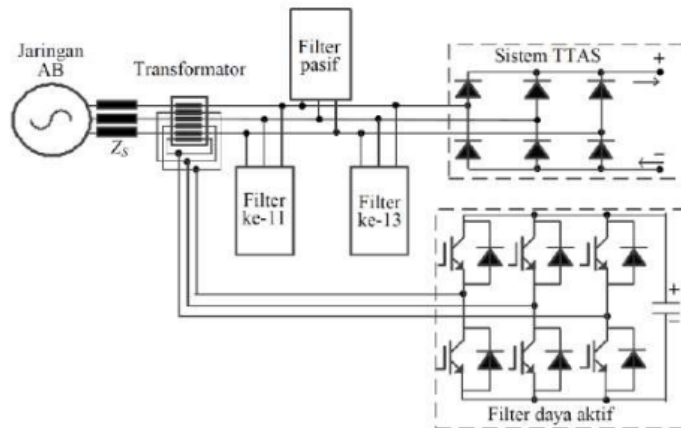 Jaringan
AB
Transformator
Filter
pasif
Sistem TTAS
+
−
Z_S
Filter
ke-11
Filter
ke-13
+
−
Filter daya aktif